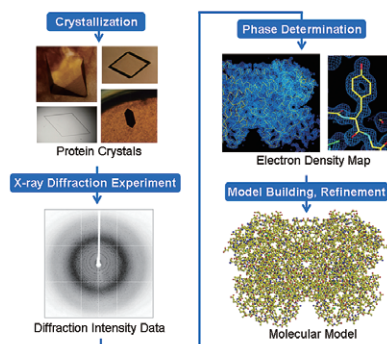 Crystallization
Protein Crystals
X-ray Diffraction Experiment
Diffraction Intensity Data
Phase Determination
Electron Density Map
Model Building, Refinement
Molecular Model